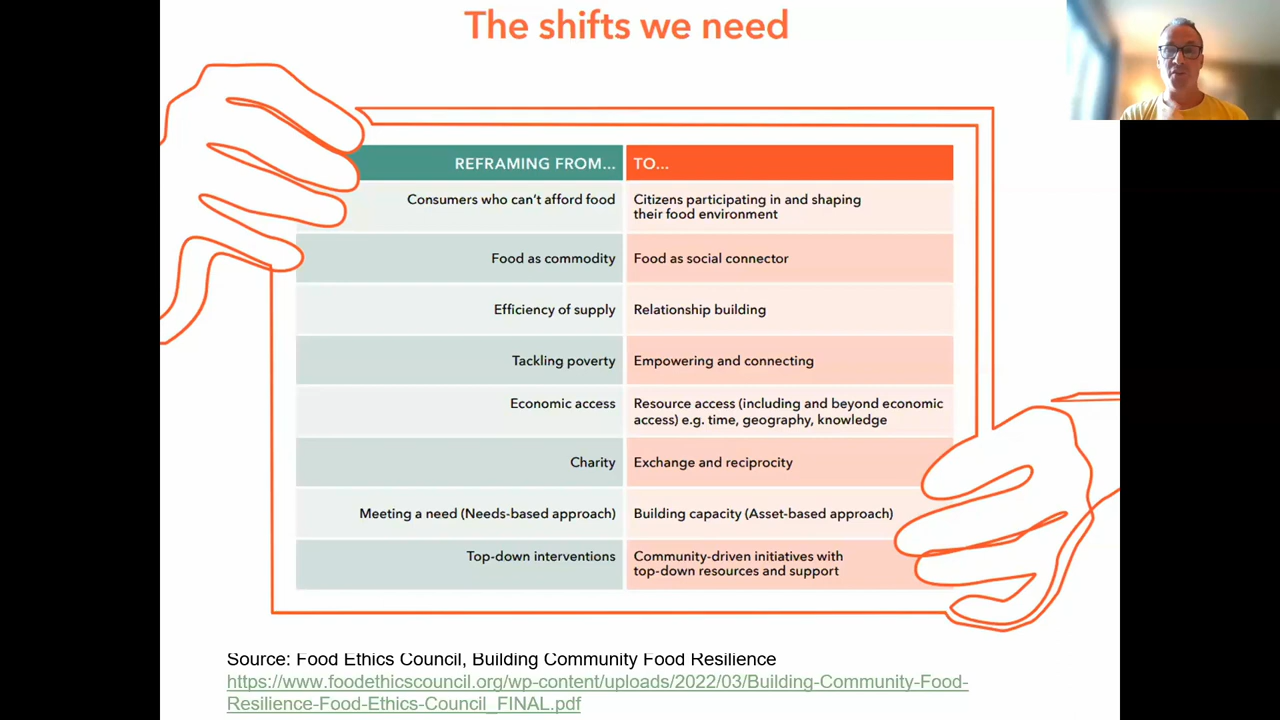 The shifts we need
REFRAMING FROM...
TO...
Consumers who can't afford food
Citizens participating in and shaping
their food environment
Food as commodity
Food as social connector
Efficiency of supply
Relationship building
Tackling poverty
Empowering and connecting
Economic access
Resource access (including and beyond economic
access) e.g. time, geography, knowledge
Charity
Exchange and reciprocity
Meeting a need (Needs-based approach)
Building capacity (Asset-based approach)
Top-down interventions
Community-driven initiatives with
top-down resources and support
Source: Food Ethics Council, Building Community Food Resilience
https://www.foodethicscouncil.org/wp-content/uploads/2022/03/Building-Community-Food-
Resilience-Food-Ethics-Council_FINAL.pdf